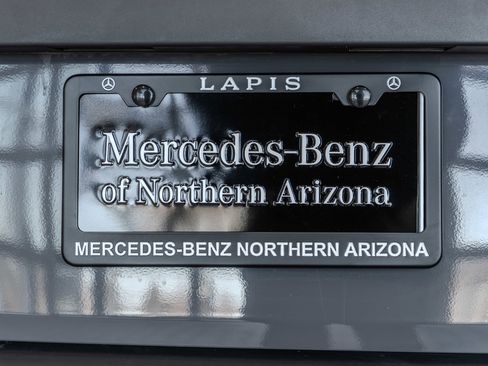 LAPIS
Mercedes-Benz
of Northern Arizona
MERCEDES-BENZ NORTHERN ARIZONA